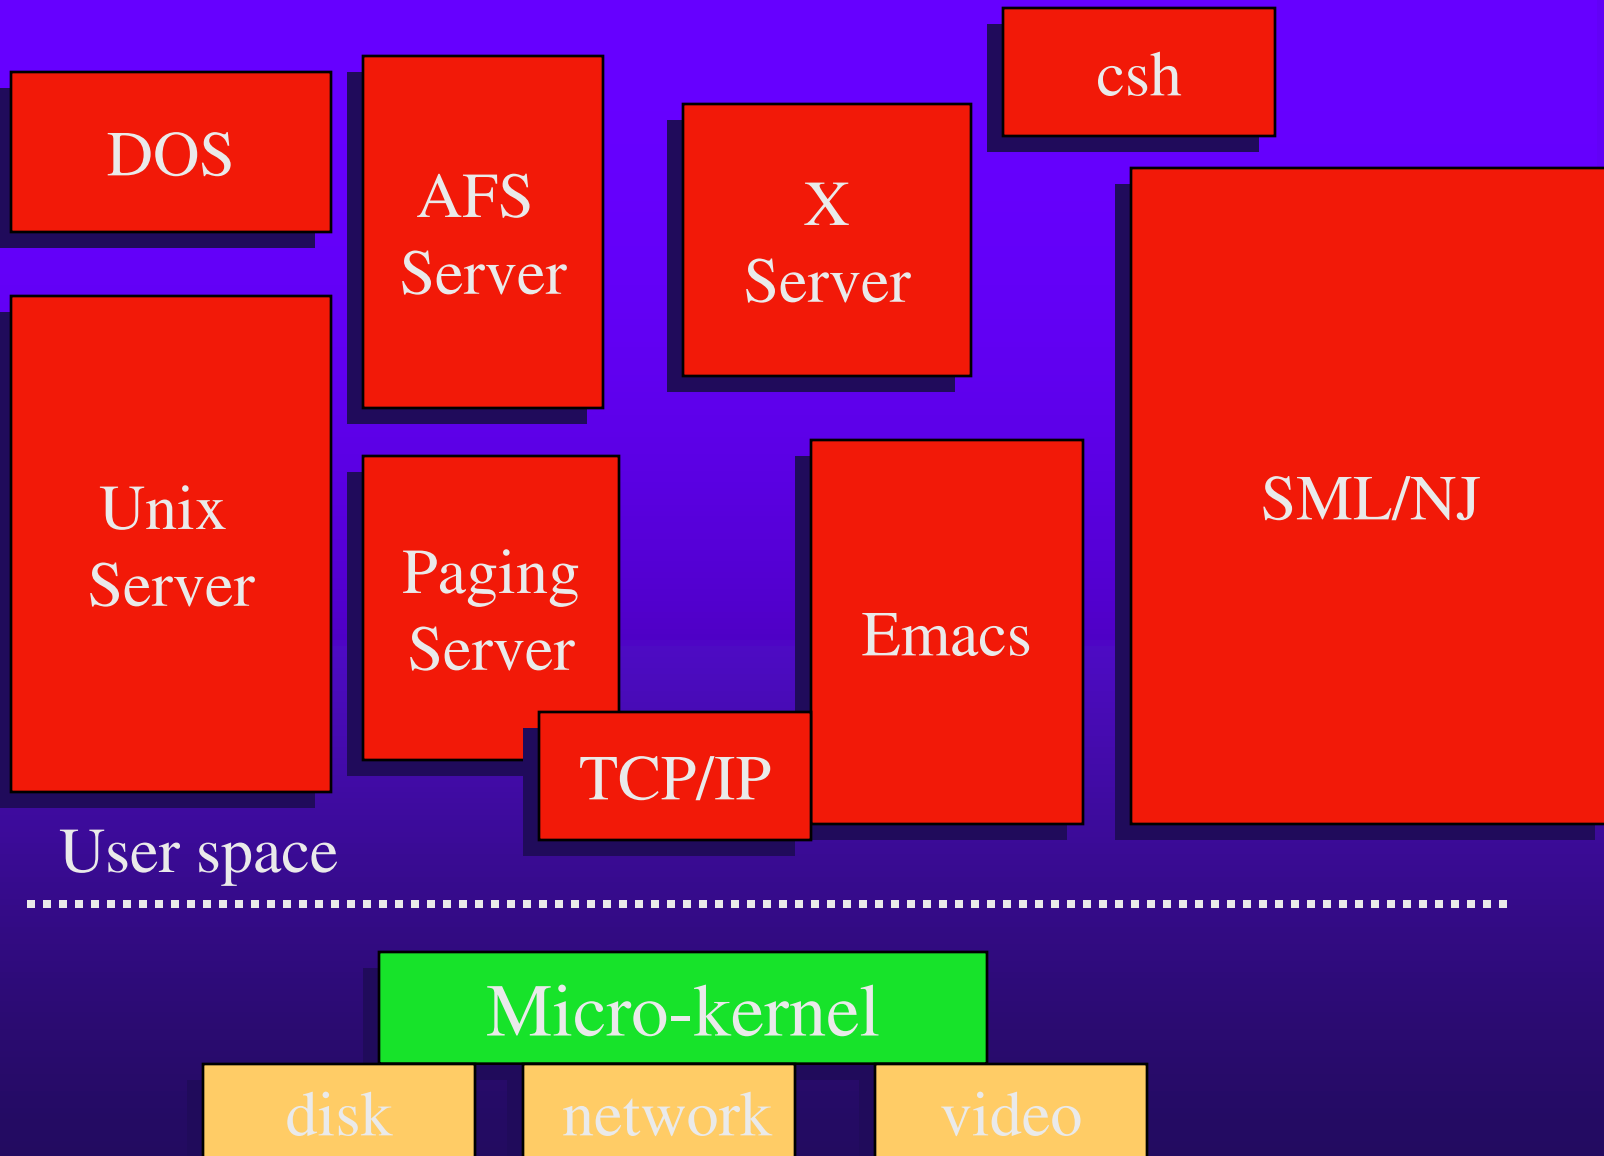 csh
DOS
AFS
Server
X
Server
Unix
Server
Paging
Server
Emacs
SML/NJ
TCP/IP
User space
Micro-kernel
disk
network
video